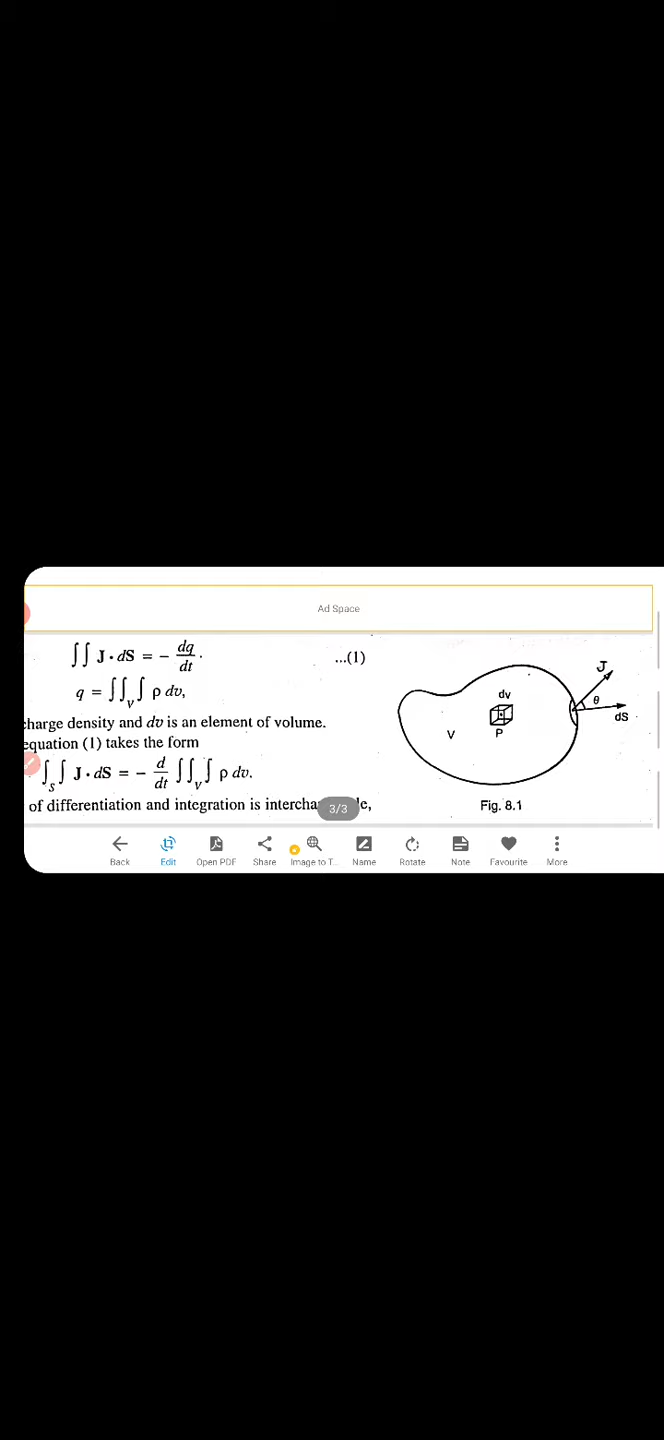 Ad Space
∫∫ J • dS = − dq/dt . ...(1)
q = ∫∫_V∫ ρ dv,
charge density and dv is an element of volume.
equation (1) takes the form
∫_S∫ J • dS = − d/dt ∫∫_V∫ ρ dv.
of differentiation and integration is
3/3
J
θ
dS
dv
V
P
Fig. 8.1
Back Edit Open PDF Share Image to T... Name Rotate Note Favourite More